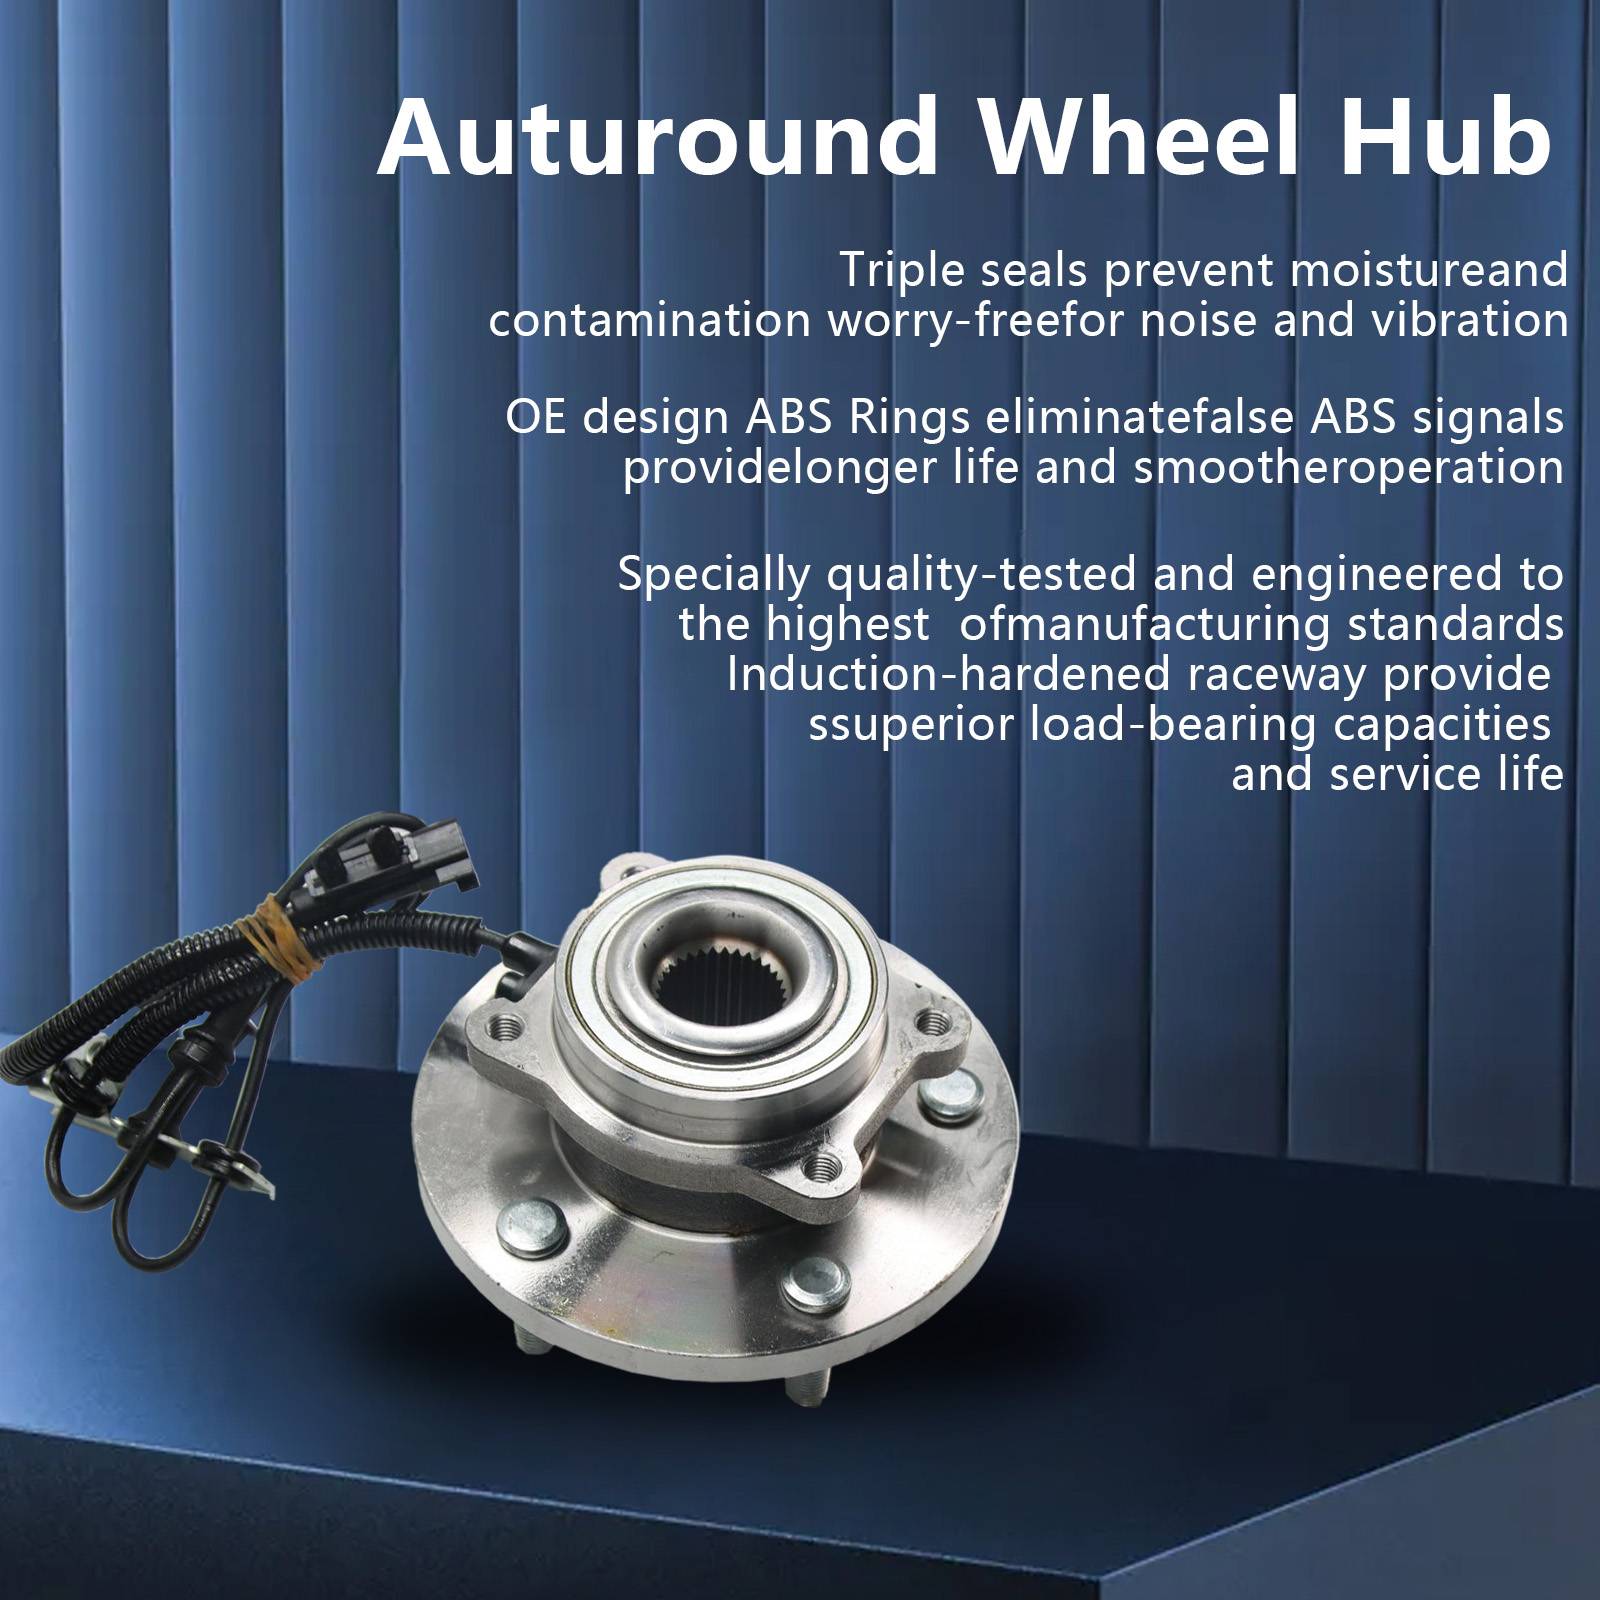 Auturound Wheel Hub
Triple seals prevent moistureand
contamination worry-freefor noise and vibration
OE design ABS Rings eliminatefalse ABS signals
providelonger life and smootheroperation
Specially quality-tested and engineered to
the highest  ofmanufacturing standards
Induction-hardened raceway provide
ssuperior load-bearing capacities
and service life